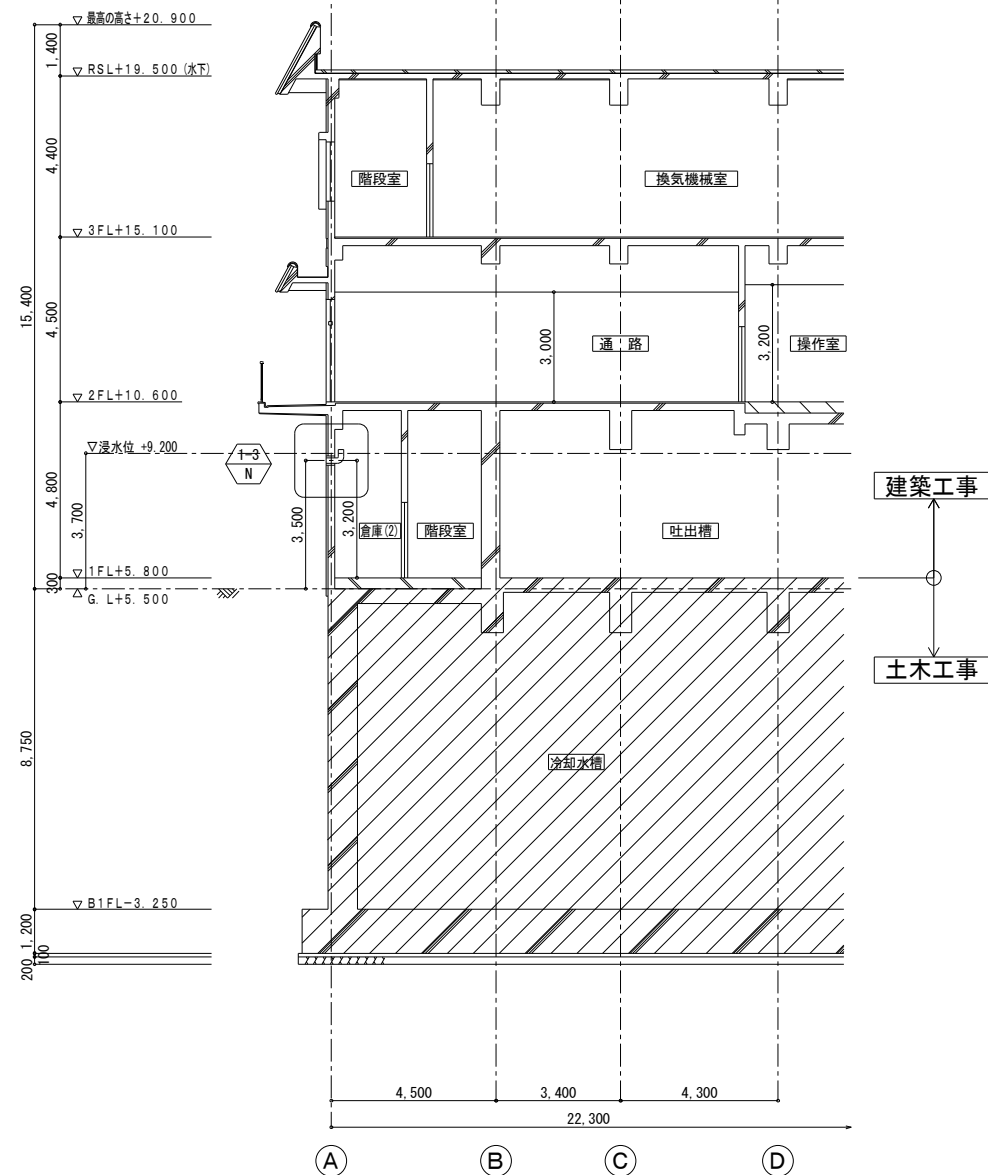 ▽ 最高の高さ+20.900
1,400
▽ RSL+19.500 (水下)
4,400
階段室
換気機械室
▽ 3FL+15.100
15,400
4,500
3,000
通 路
3,200
操作室
▽ 2FL+10.600
▽浸水位 +9.200
1-3
N
4,800
3,700
3,500
3,200
倉庫(2)
階段室
吐出槽
建築工事
▽ 1FL+5.800
300
G.L+5.500
土木工事
8,750
冷却水槽
▽ B1FL-3.250
1,200
100
200
4,500
3,400
4,300
22,300
A
B
C
D